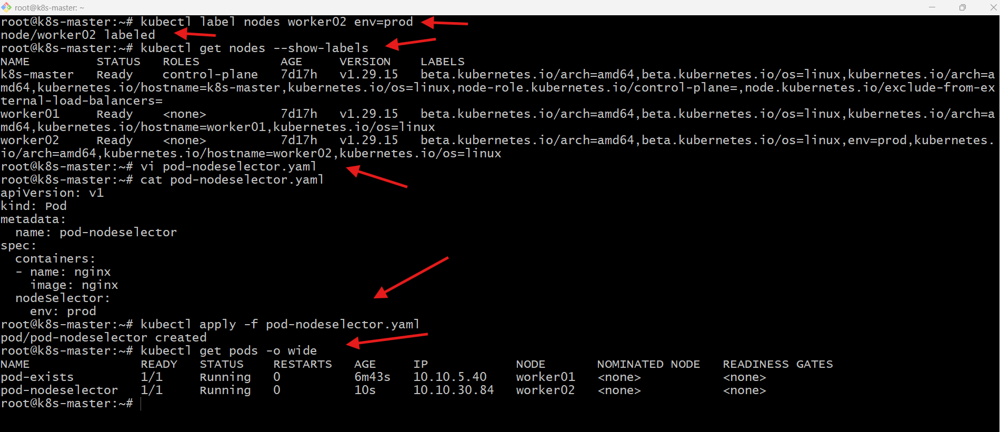 root@k8s-master: ~
root@k8s-master:~# kubectl label nodes worker02 env=prod
node/worker02 labeled
root@k8s-master:~# kubectl get nodes --show-labels
NAME         STATUS   ROLES           AGE     VERSION    LABELS
k8s-master   Ready    control-plane   7d17h   v1.29.15   beta.kubernetes.io/arch=amd64,beta.kubernetes.io/os=linux,kubernetes.io/arch=a
md64,kubernetes.io/hostname=k8s-master,kubernetes.io/os=linux,node-role.kubernetes.io/control-plane=,node.kubernetes.io/exclude-from-ex
ternal-load-balancers=
worker01     Ready    <none>          7d17h   v1.29.15   beta.kubernetes.io/arch=amd64,beta.kubernetes.io/os=linux,kubernetes.io/arch=a
md64,kubernetes.io/hostname=worker01,kubernetes.io/os=linux
worker02     Ready    <none>          7d17h   v1.29.15   beta.kubernetes.io/arch=amd64,beta.kubernetes.io/os=linux,env=prod,kubernetes.
io/arch=amd64,kubernetes.io/hostname=worker02,kubernetes.io/os=linux
root@k8s-master:~# vi pod-nodeselector.yaml
root@k8s-master:~# cat pod-nodeselector.yaml
apiVersion: v1
kind: Pod
metadata:
  name: pod-nodeselector
spec:
  containers:
  - name: nginx
    image: nginx
  nodeSelector:
    env: prod
root@k8s-master:~# kubectl apply -f pod-nodeselector.yaml
pod/pod-nodeselector created
root@k8s-master:~# kubectl get pods -o wide
NAME               READY   STATUS    RESTARTS   AGE     IP            NODE       NOMINATED NODE   READINESS GATES
pod-exists         1/1     Running   0          6m43s   10.10.5.40    worker01   <none>           <none>
pod-nodeselector   1/1     Running   0          10s     10.10.30.84   worker02   <none>           <none>
root@k8s-master:~#